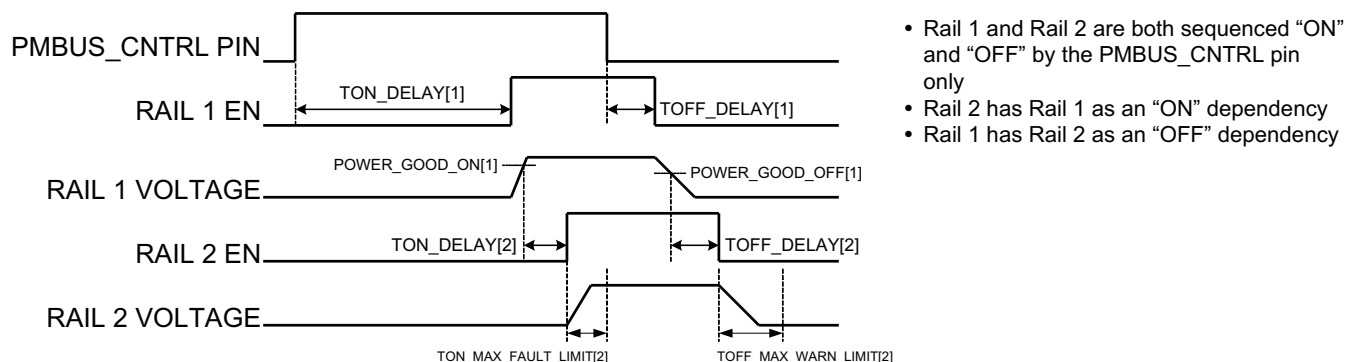 PMBUS_CNTRL PIN
RAIL 1 EN
TON_DELAY[1]
TOFF_DELAY[1]
RAIL 1 VOLTAGE
POWER_GOOD_ON[1]
POWER_GOOD_OFF[1]
RAIL 2 EN
TON_DELAY[2]
TOFF_DELAY[2]
RAIL 2 VOLTAGE
TON_MAX_FAULT_LIMIT[2]
TOFF_MAX_WARN_LIMIT[2]
• Rail 1 and Rail 2 are both sequenced “ON”
and “OFF” by the PMBUS_CNTRL pin
only
• Rail 2 has Rail 1 as an “ON” dependency
• Rail 1 has Rail 2 as an “OFF” dependency